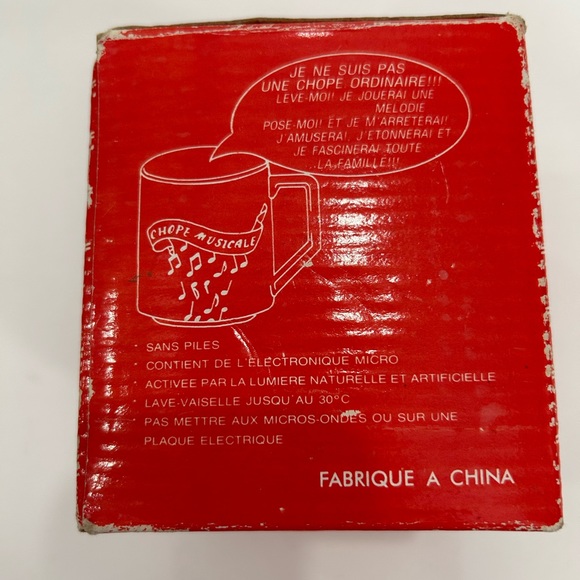 JE NE SUIS PAS
UNE CHOPE ORDINAIRE!!!
LEVE-MOI! JE JOUERAI UNE
MELODIE
POSE-MOI! ET JE M'ARRETERAI!
J'AMUSERAI, J'ETONNERAI ET
JE FASCINERAI TOUTE
LA FAMILLE!!!
CHOPE MUSICALE
· SANS PILES
· CONTIENT DE L'ELECTRONIQUE MICRO
· ACTIVEE PAR LA LUMIERE NATURELLE ET ARTIFICIELLE
· LAVE-VAISELLE JUSQU'AU 30°C
· PAS METTRE AUX MICROS-ONDES OU SUR UNE
PLAQUE ELECTRIQUE
FABRIQUE A CHINA